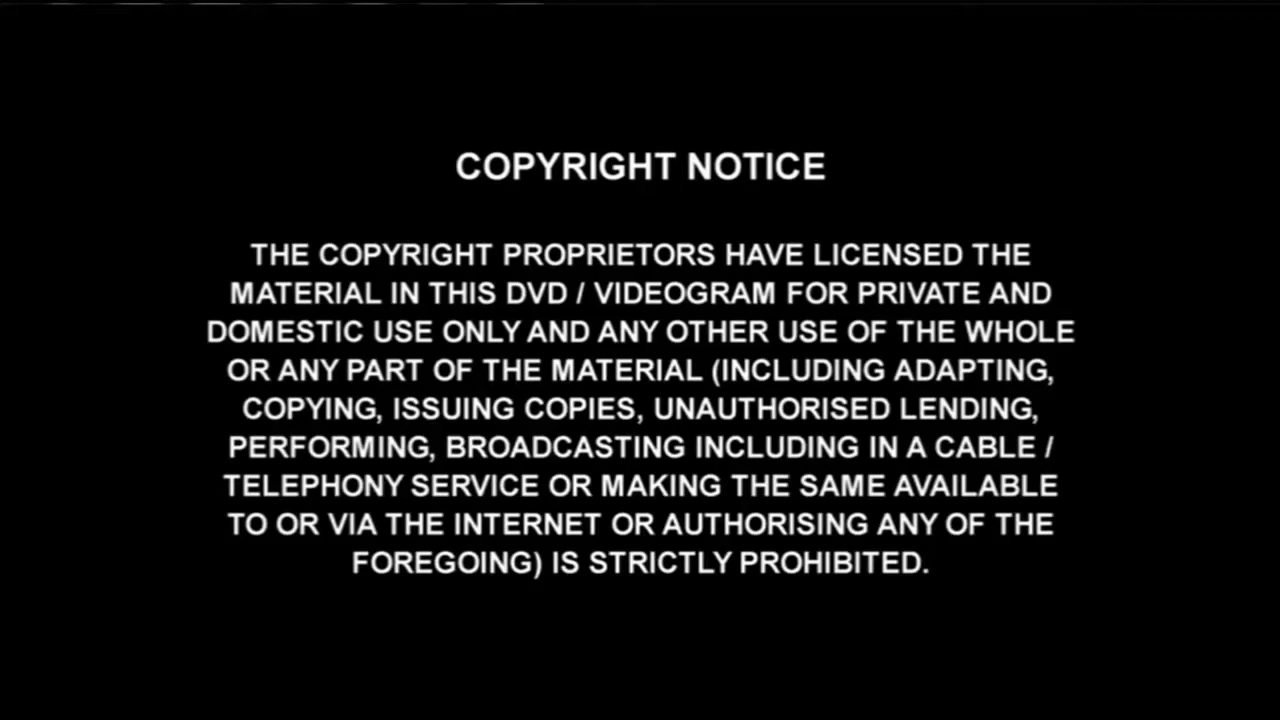 COPYRIGHT NOTICE
THE COPYRIGHT PROPRIETORS HAVE LICENSED THE
MATERIAL IN THIS DVD / VIDEOGRAM FOR PRIVATE AND
DOMESTIC USE ONLY AND ANY OTHER USE OF THE WHOLE
OR ANY PART OF THE MATERIAL (INCLUDING ADAPTING,
COPYING, ISSUING COPIES, UNAUTHORISED LENDING,
PERFORMING, BROADCASTING INCLUDING IN A CABLE /
TELEPHONY SERVICE OR MAKING THE SAME AVAILABLE
TO OR VIA THE INTERNET OR AUTHORISING ANY OF THE
FOREGOING) IS STRICTLY PROHIBITED.